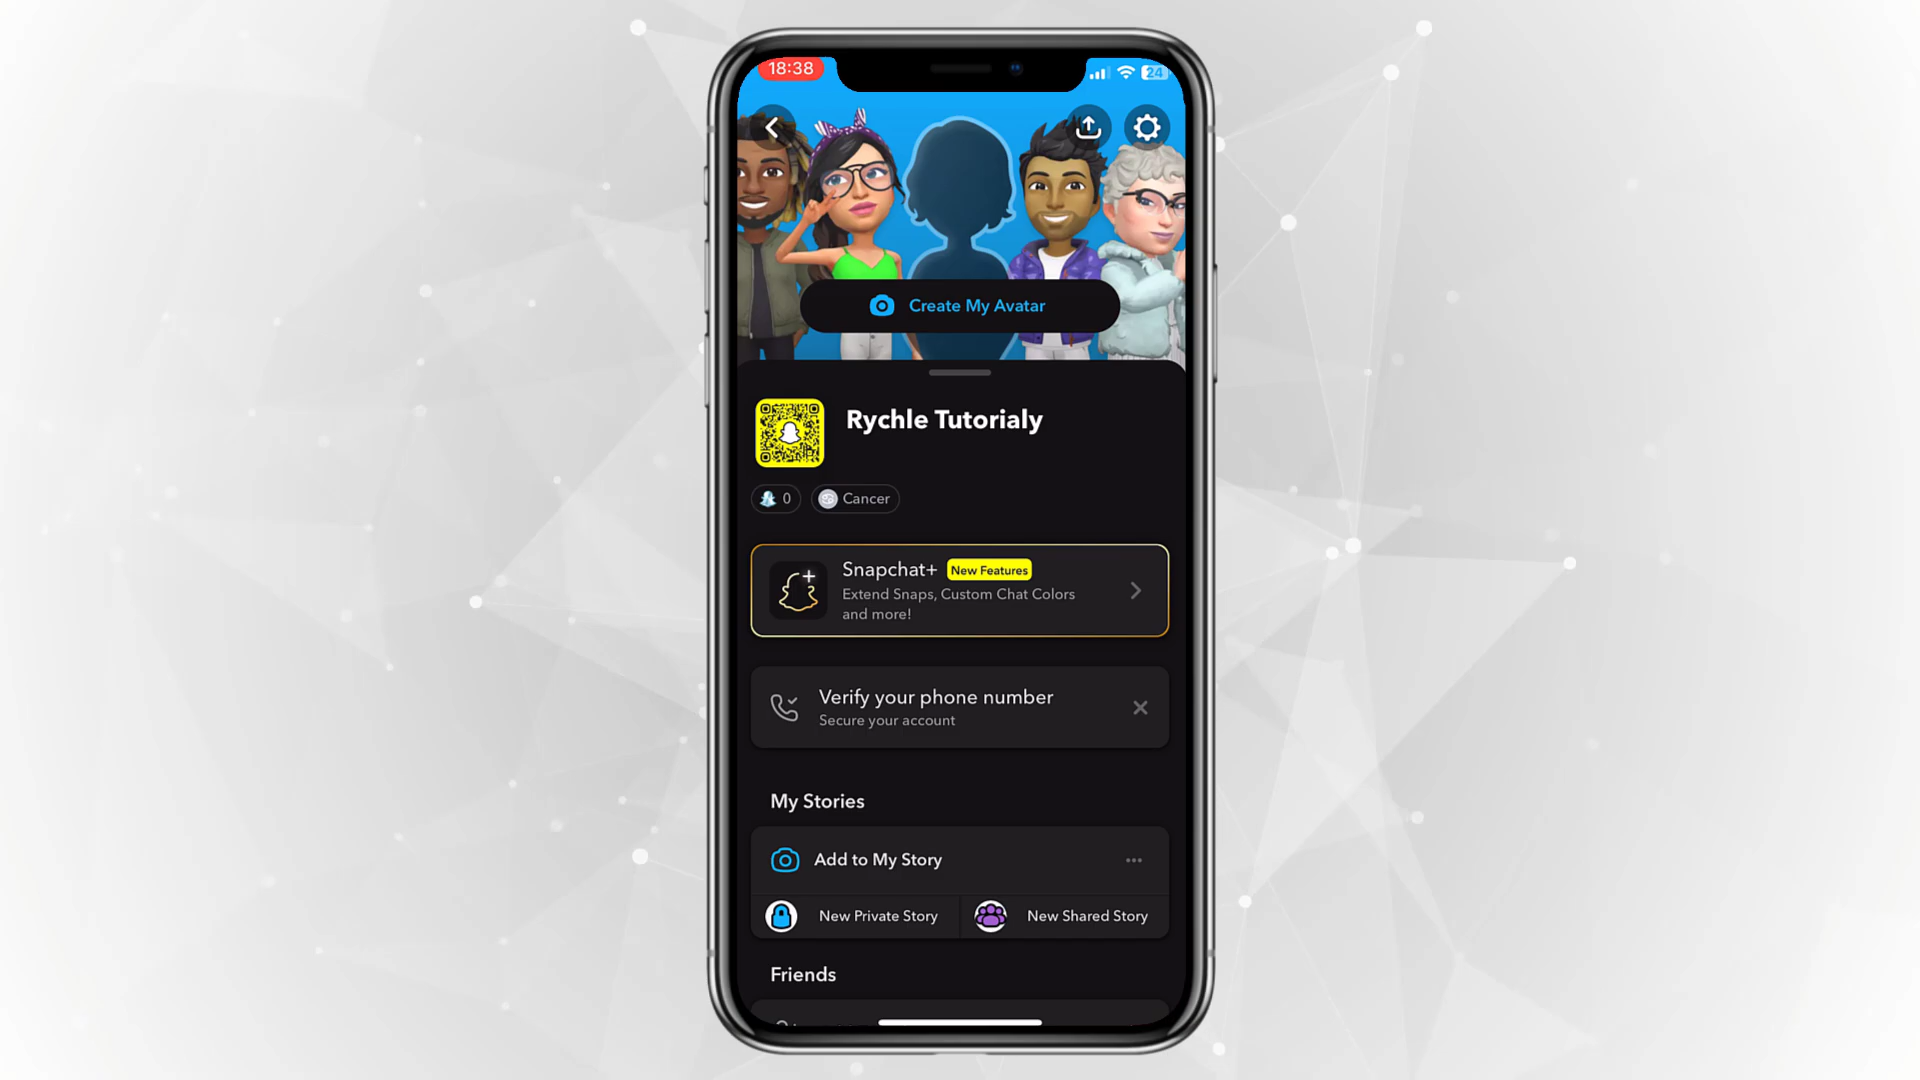 18:38
24
Create My Avatar
Rychle Tutorialy
0
Cancer
Snapchat+ New Features
Extend Snaps, Custom Chat Colors
and more!
Verify your phone number
Secure your account
My Stories
Add to My Story
New Private Story
New Shared Story
Friends